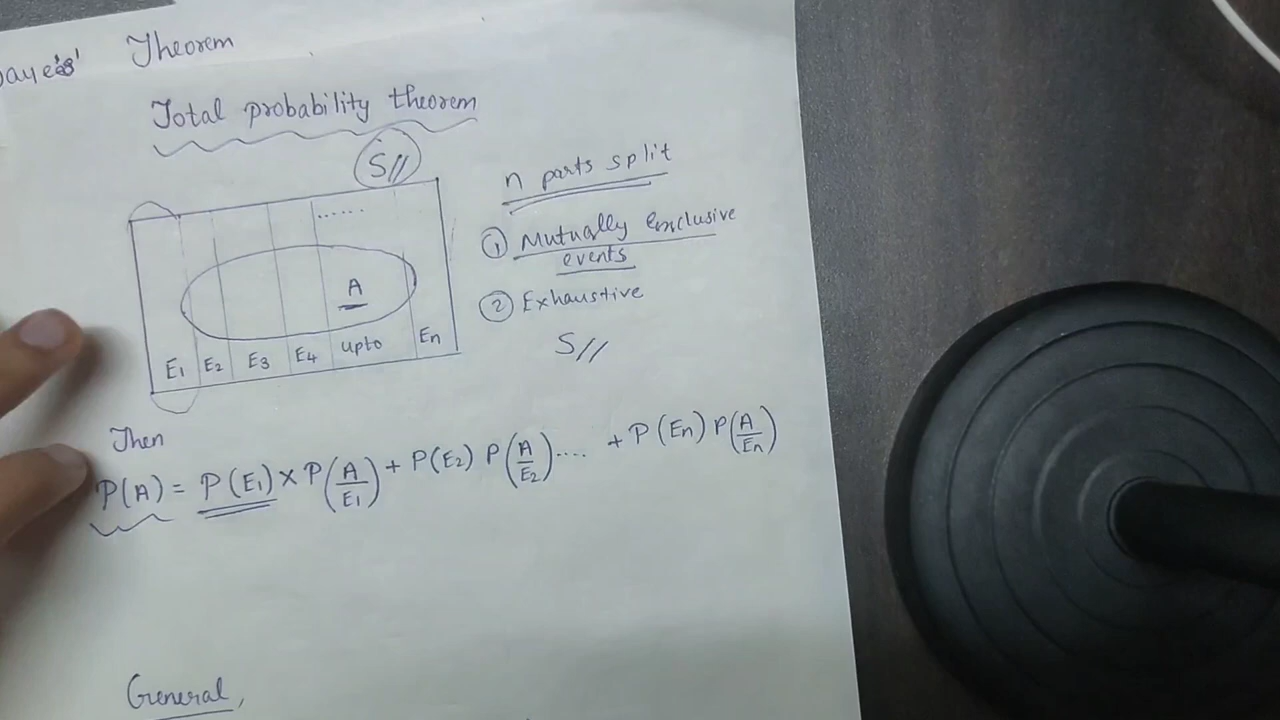 Theorem
Total probability theorem
S//
n parts split
......
① Mutually Exclusive
events
A
② Exhaustive
E1 E2 E3 E4 upto En
S//
Then
P(A) = P(E1) × P(A/E1) + P(E2) P(A/E2) .... + P(En) P(A/En)
General,